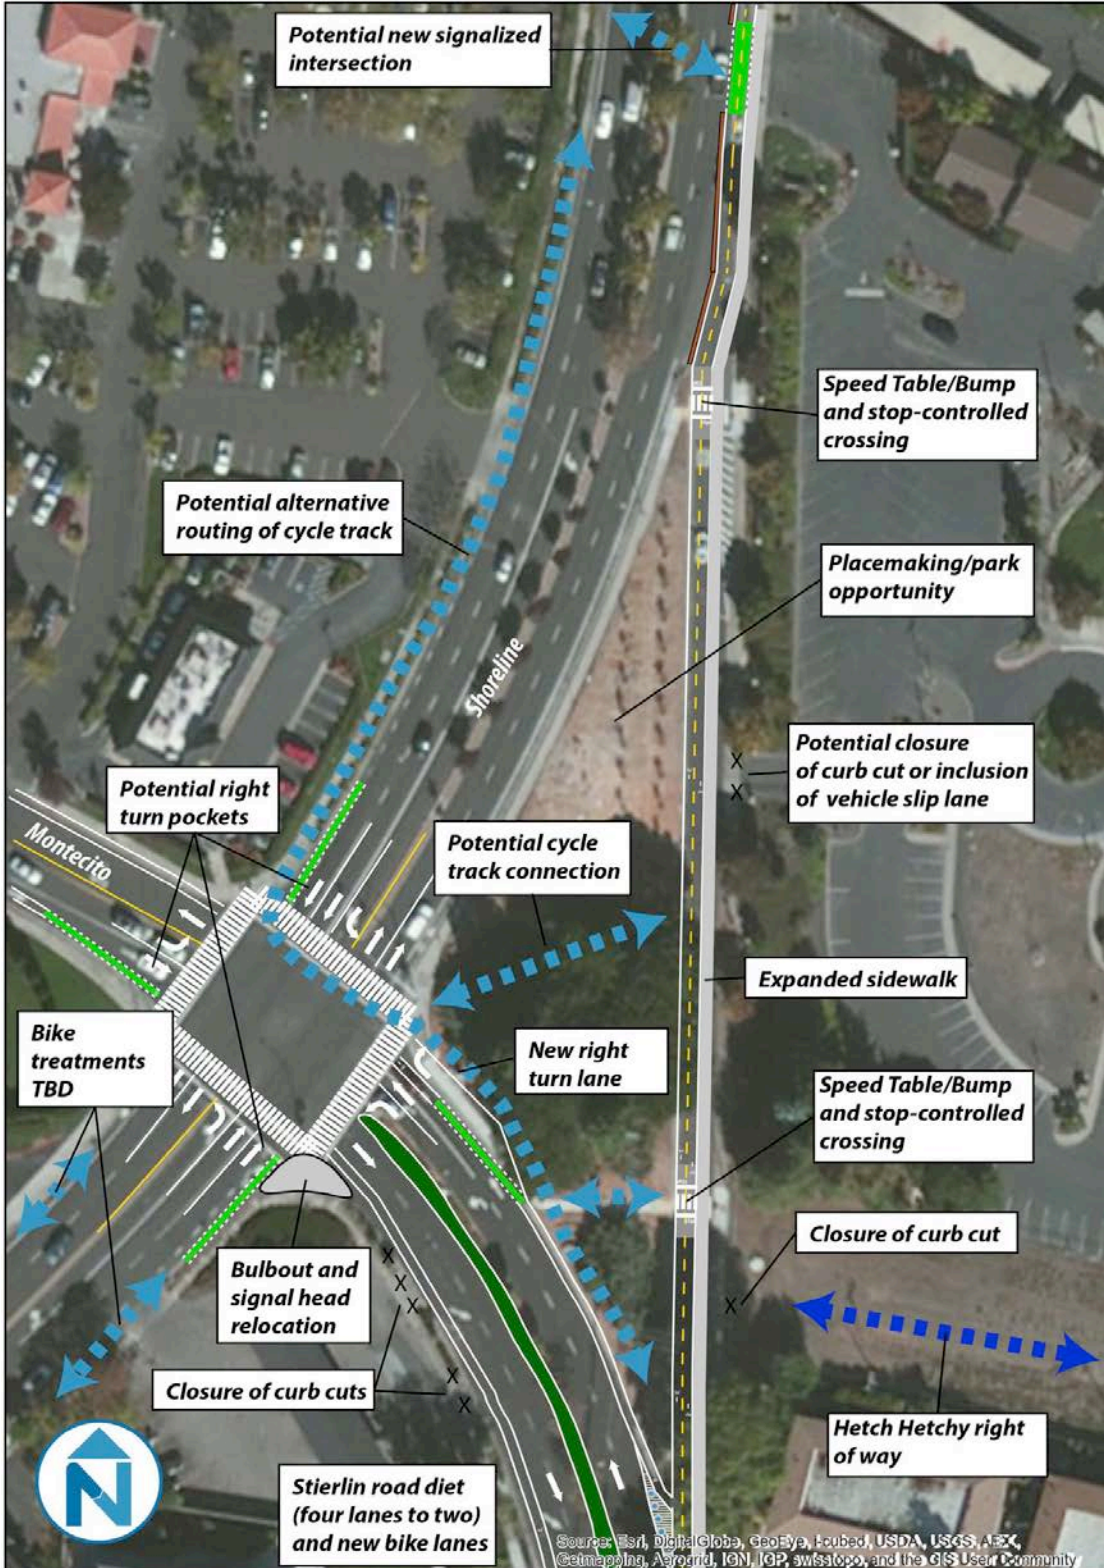 Potential new signalized
intersection
Speed Table/Bump
and stop-controlled
crossing
Potential alternative
routing of cycle track
Placemaking/park
opportunity
Shoreline
Potential closure
of curb cut or inclusion
of vehicle slip lane
Potential right
turn pockets
Montecito
Potential cycle
track connection
Expanded sidewalk
Bike
treatments
TBD
New right
turn lane
Speed Table/Bump
and stop-controlled
crossing
Closure of curb cut
Bulbout and
signal head
relocation
Closure of curb cuts
Hetch Hetchy right
of way
N
Stierlin road diet
(four lanes to two)
and new bike lanes
Source: Esri, DigitalGlobe, GeoEye, i-cubed, USDA, USGS, AEX,
Getmapping, Aerogrid, IGN, IGP, swisstopo, and the GIS User Community